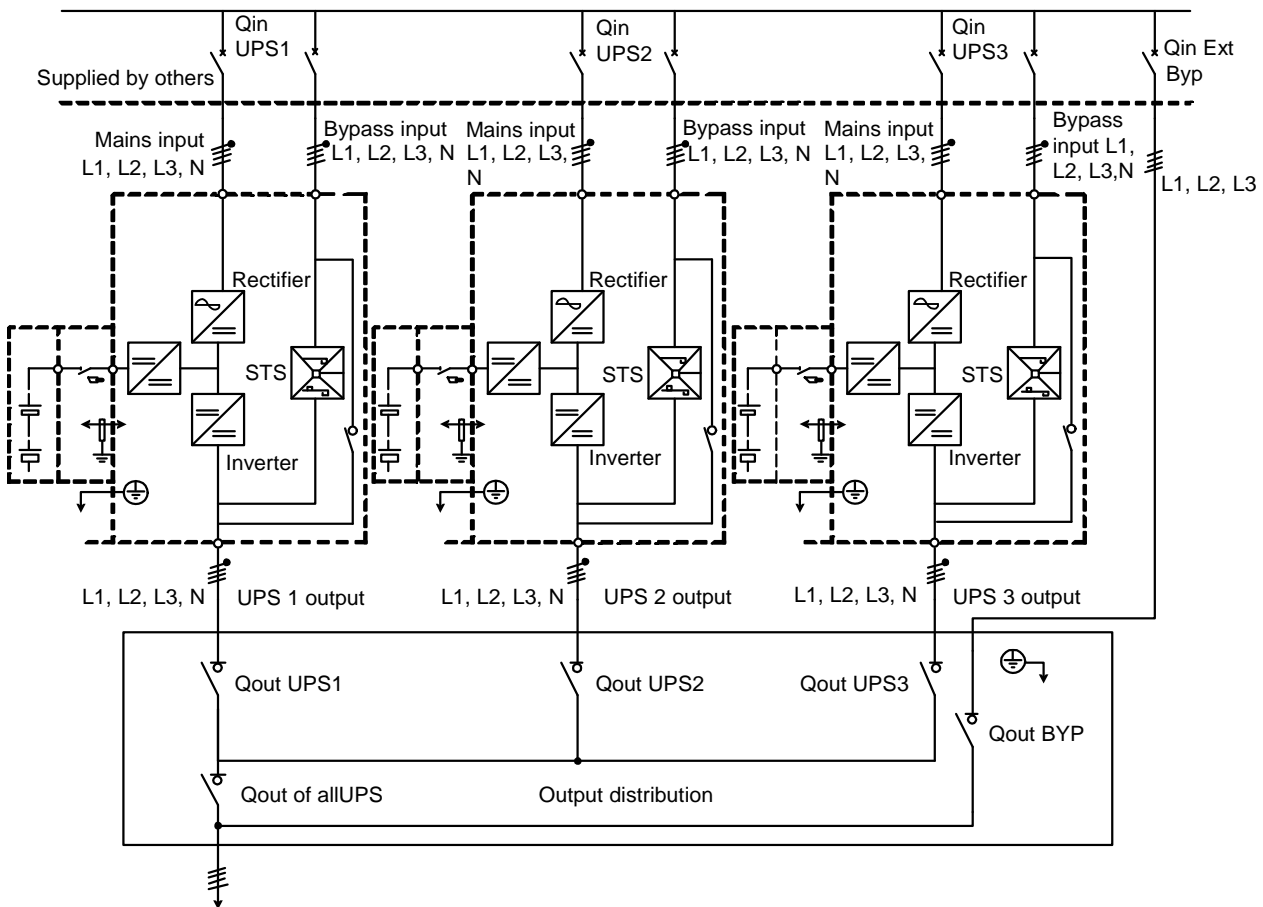 Qin
UPS1
Qin
UPS2
Qin
UPS3
Qin Ext
Byp
Supplied by others
Mains input
L1, L2, L3, N
Bypass input
L1, L2, L3, N
Mains input
L1, L2, L3,
N
Bypass input
L1, L2, L3, N
Mains input
L1, L2, L3,
N
Bypass
input L1,
L2, L3,N
L1, L2, L3
Rectifier
STS
Inverter
Rectifier
STS
Inverter
Rectifier
STS
Inverter
L1, L2, L3, N
UPS 1 output
L1, L2, L3, N
UPS 2 output
L1, L2, L3, N
UPS 3 output
Qout UPS1
Qout UPS2
Qout UPS3
Qout BYP
Qout of allUPS
Output distribution